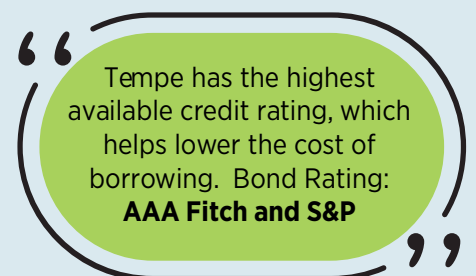 Tempe has the highest
available credit rating, which
helps lower the cost of
borrowing.  Bond Rating:
AAA Fitch and S&P